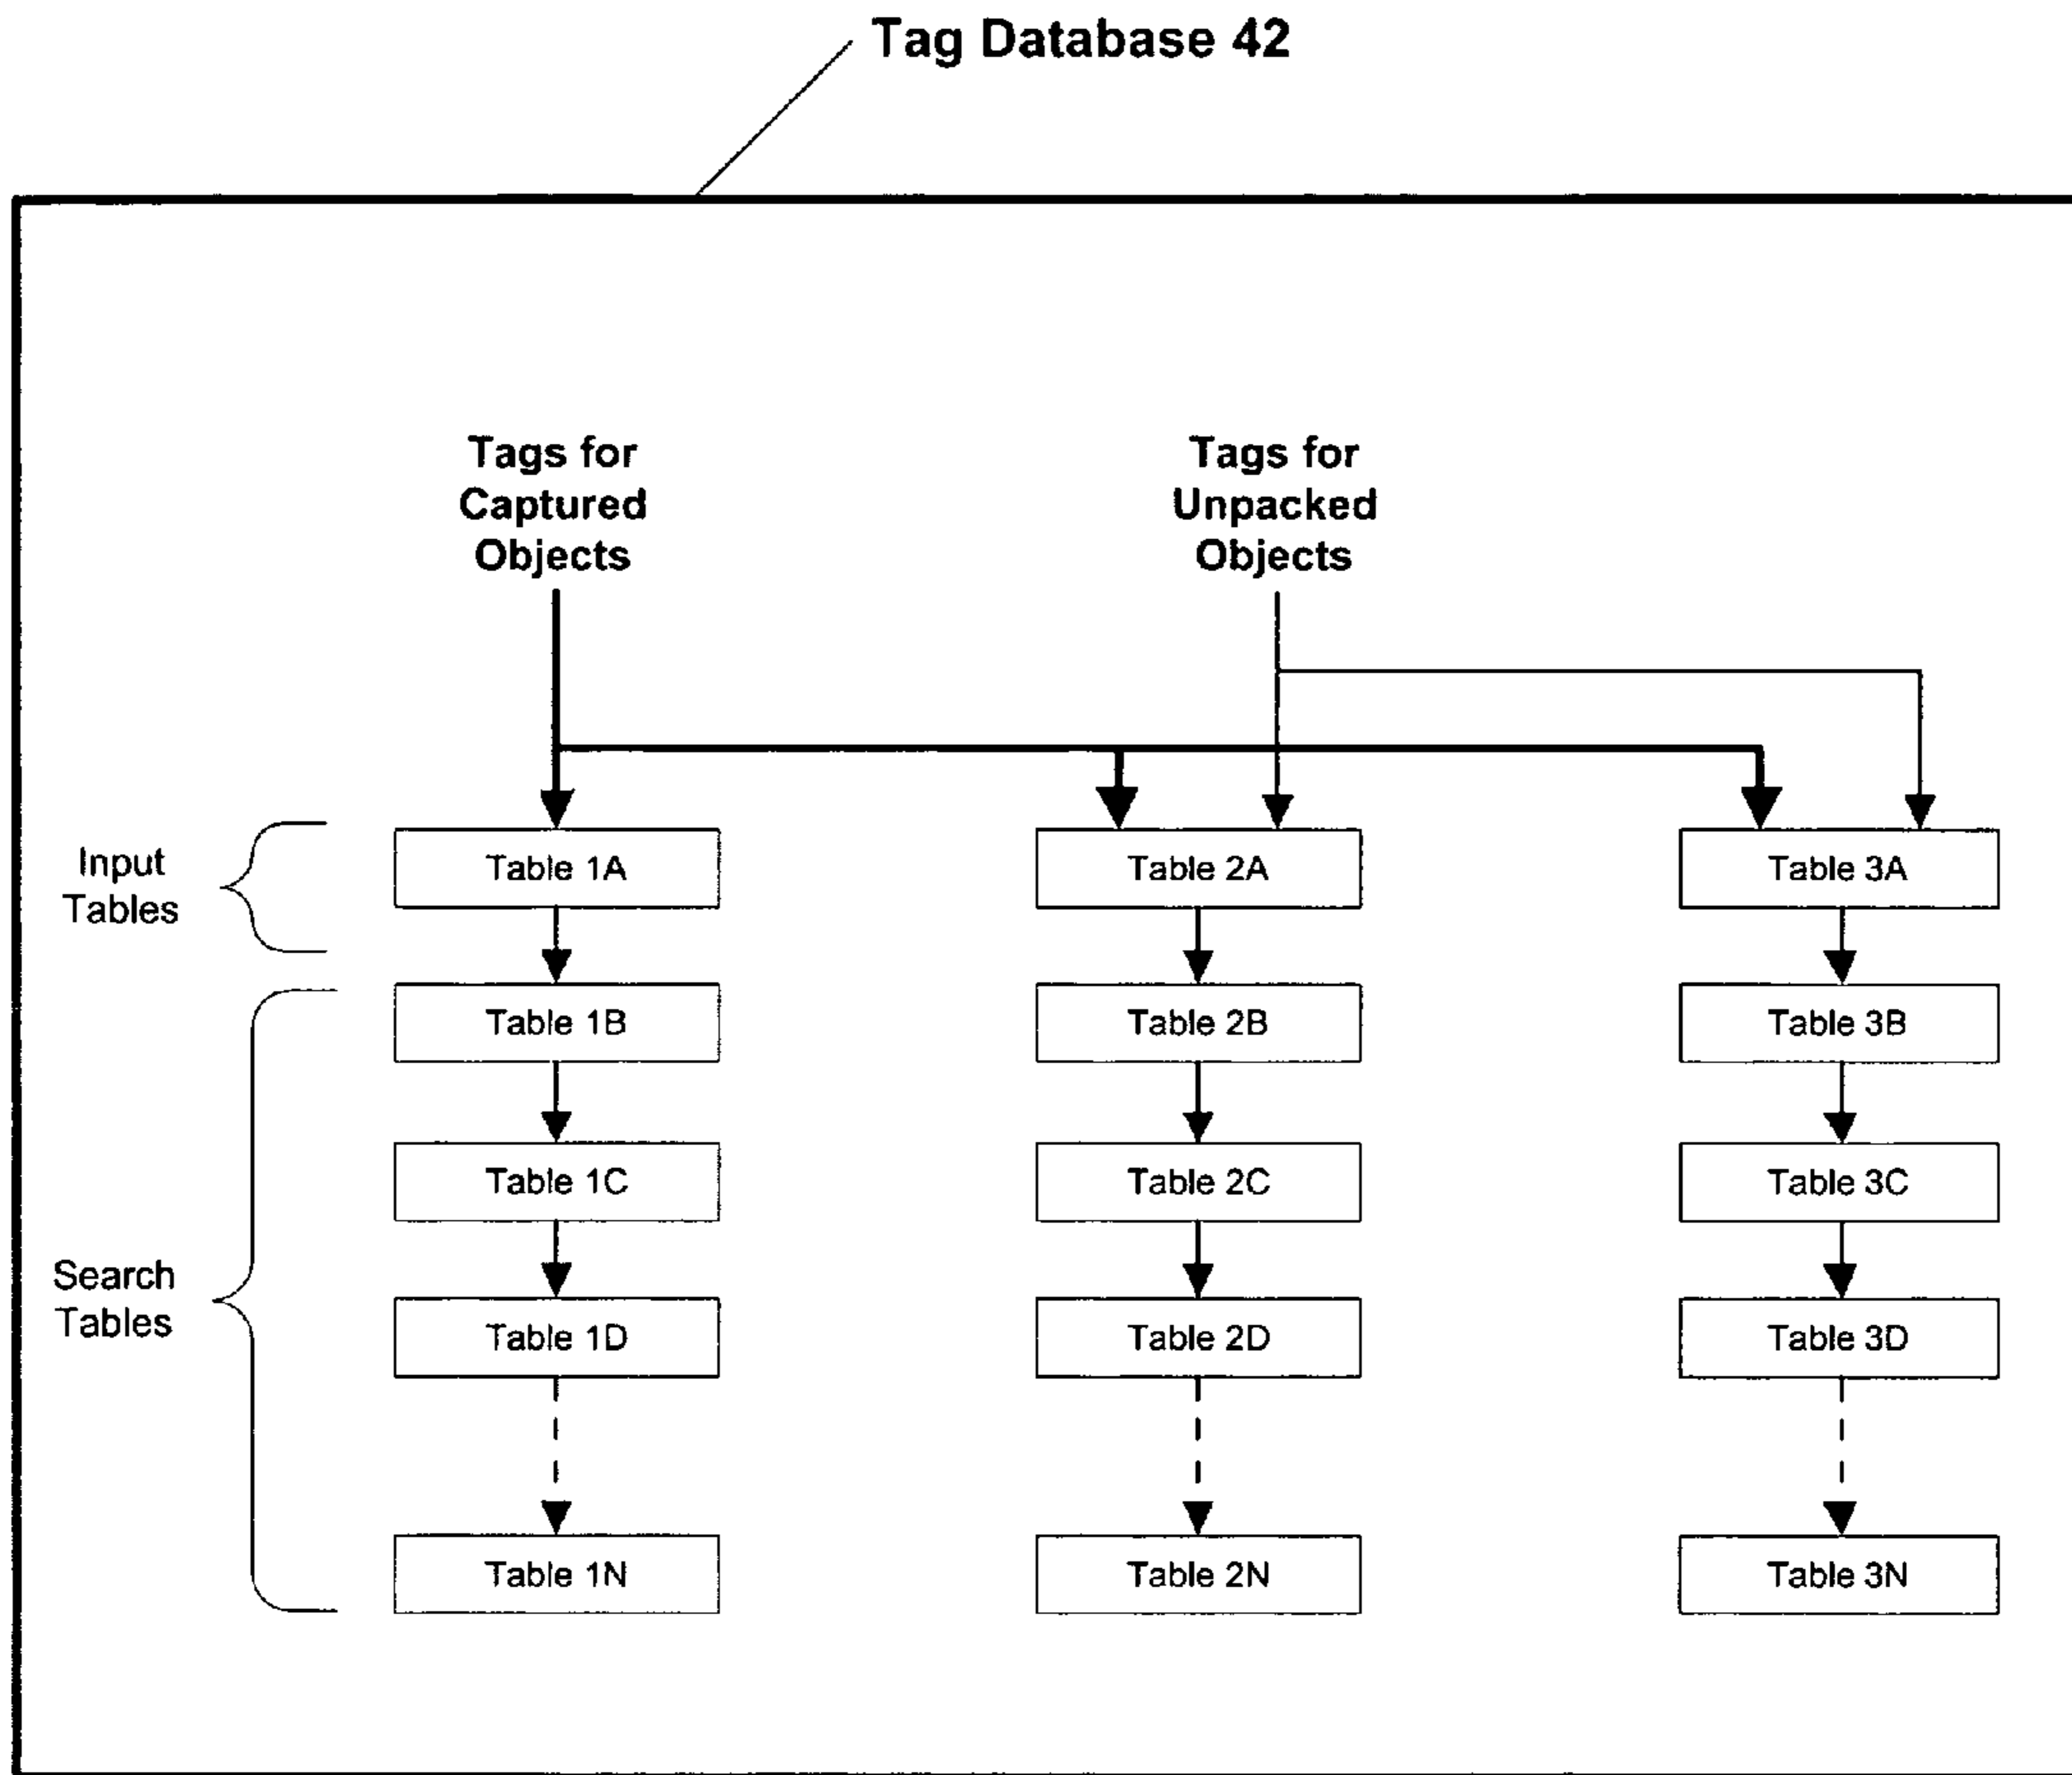 Tag Database 42
Tags for
Captured
Objects
Tags for
Unpacked
Objects
Input
Tables
Table 1A
Table 2A
Table 3A
Table 1B
Table 2B
Table 3B
Table 1C
Table 2C
Table 3C
Search
Tables
Table 1D
Table 2D
Table 3D
Table 1N
Table 2N
Table 3N